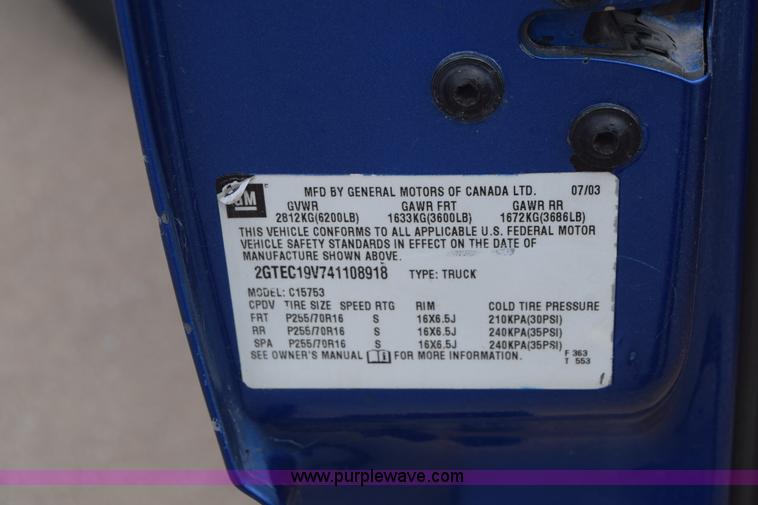 GM MFD BY GENERAL MOTORS OF CANADA LTD. 07/03
GVWR GAWR FRT GAWR RR
2812KG(6200LB) 1633KG(3600LB) 1672KG(3686LB)
THIS VEHICLE CONFORMS TO ALL APPLICABLE U.S. FEDERAL MOTOR
VEHICLE SAFETY STANDARDS IN EFFECT ON THE DATE OF
MANUFACTURE SHOWN ABOVE.
2GTEC19V741108918 TYPE: TRUCK
MODEL: C15753
CPDV TIRE SIZE SPEED RTG RIM COLD TIRE PRESSURE
FRT P255/70R16 S 16X6.5J 210KPA(30PSI)
RR P255/70R16 S 16X6.5J 240KPA(35PSI)
SPA P255/70R16 S 16X6.5J 240KPA(35PSI)
SEE OWNER'S MANUAL FOR MORE INFORMATION.
F 363
T 553
www.purplewave.com